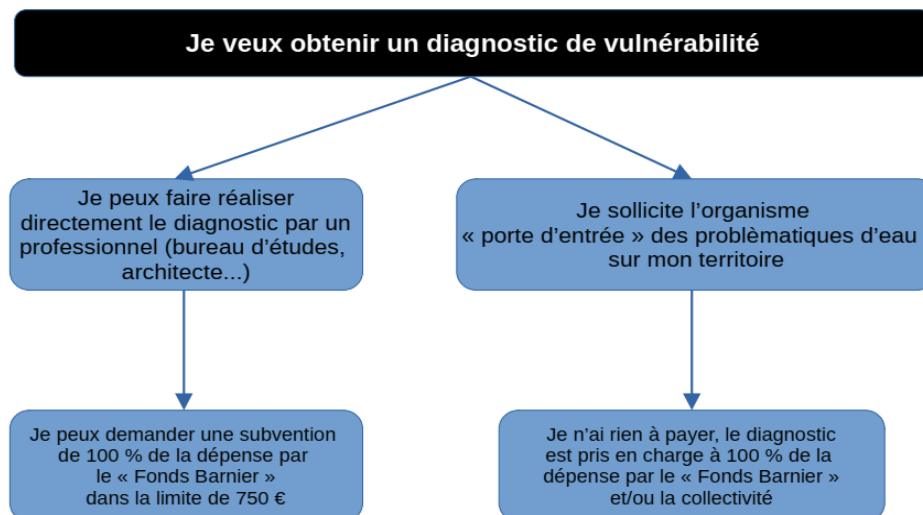 Je veux obtenir un diagnostic de vulnérabilité
Je peux faire réaliser
directement le diagnostic par un
professionnel (bureau d'études,
architecte...)
Je sollicite l'organisme
« porte d'entrée » des problèmatiques d'eau
sur mon territoire
Je peux demander une subvention
de 100 % de la dépense par
le « Fonds Barnier »
dans la limite de 750 €
Je n'ai rien à payer, le diagnostic
est pris en charge à 100 % de la
dépense par le « Fonds Barnier »
et/ou la collectivité